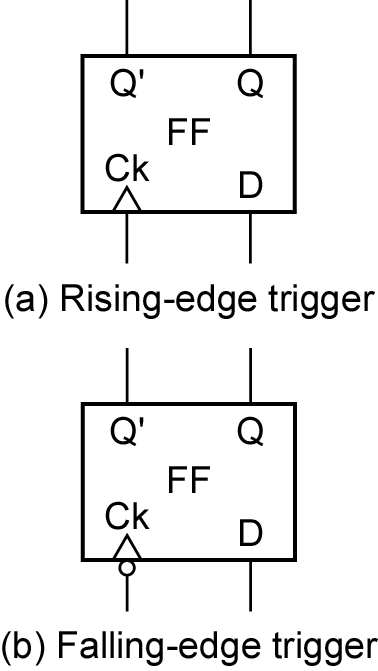 Q' Q
FF
Ck
D
(a) Rising-edge trigger
Q' Q
FF
Ck
D
(b) Falling-edge trigger